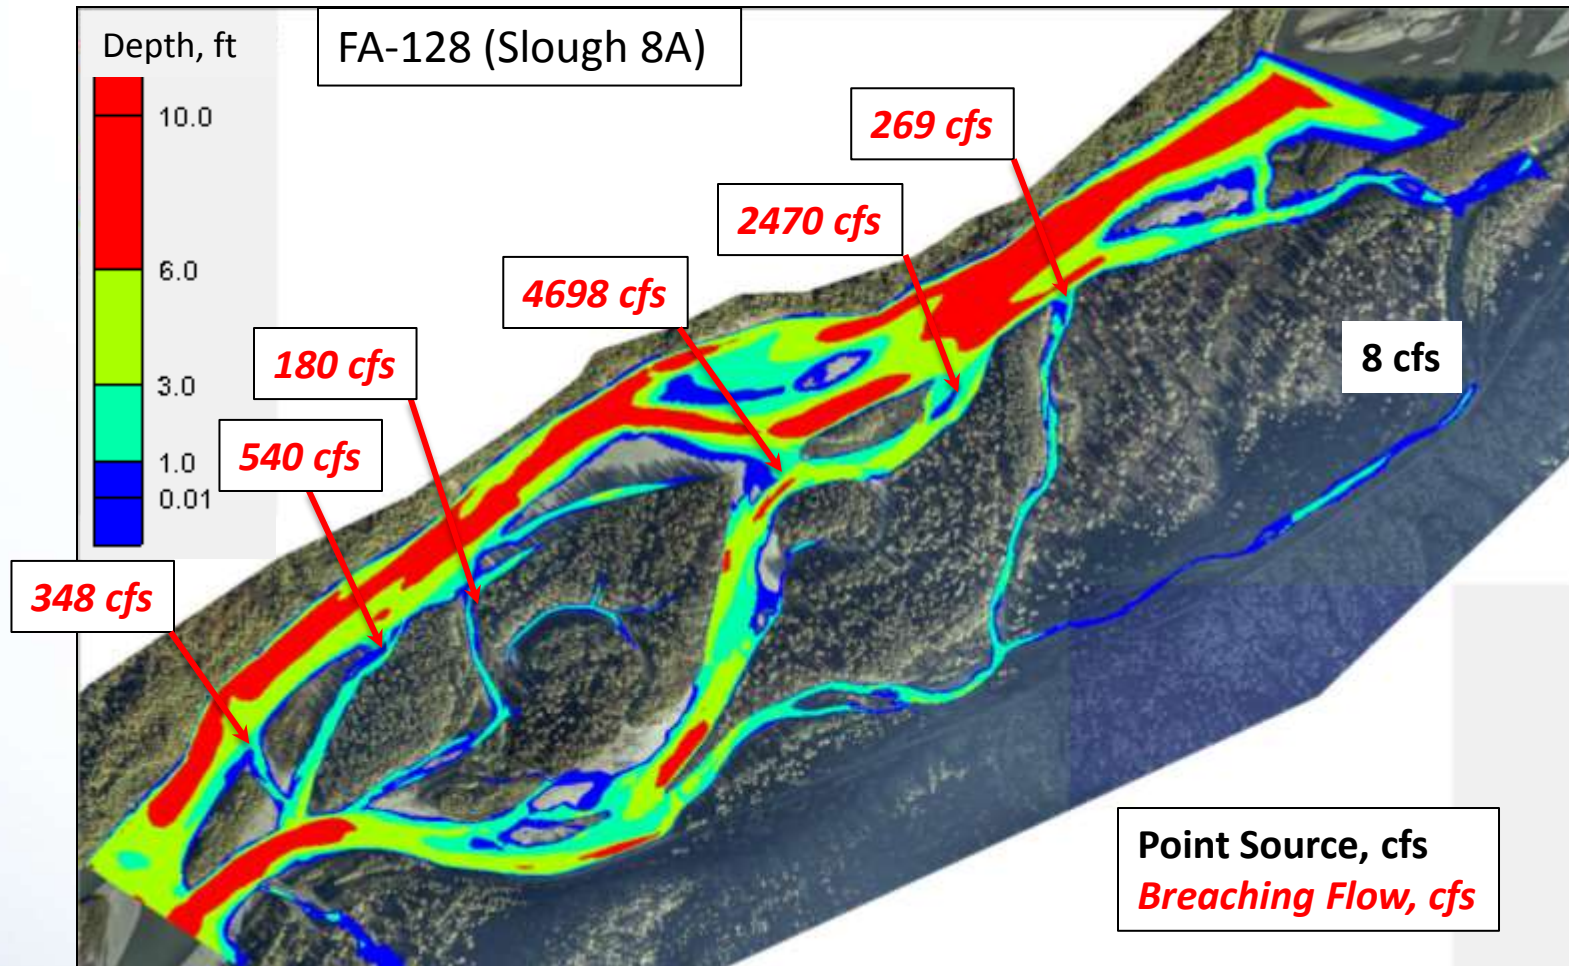 Depth, ft
FA-128 (Slough 8A)
10.0
6.0
3.0
1.0
0.01
269 cfs
2470 cfs
4698 cfs
180 cfs
540 cfs
348 cfs
8 cfs
Point Source, cfs
Breaching Flow, cfs